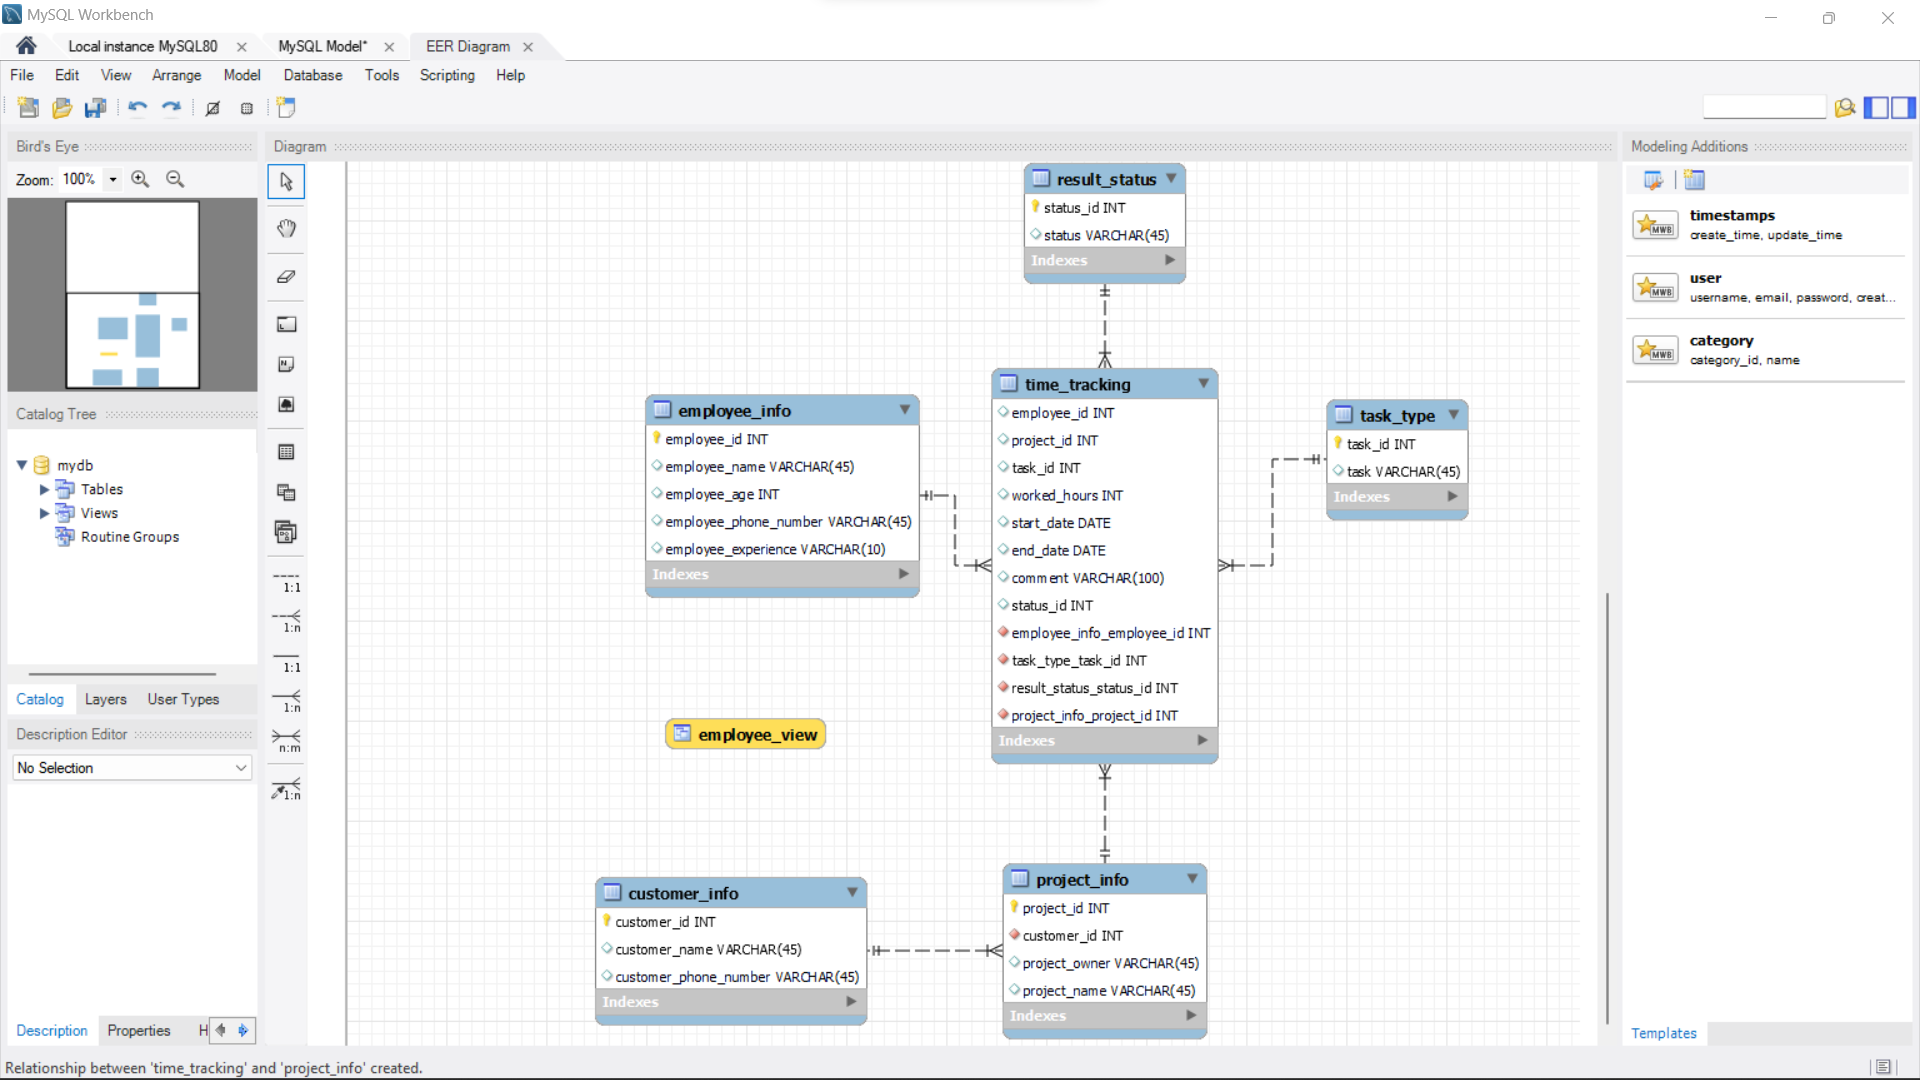 MySQL Workbench
Local instance MySQL80
MySQL Model*
EER Diagram
File Edit View Arrange Model Database Tools Scripting Help
Bird's Eye
Zoom: 100%
Catalog Tree
mydb
Tables
Views
Routine Groups
Catalog Layers User Types
Description Editor
No Selection
Description Properties H
Diagram
1:1
1:n
1:1
1:n
n:m
1:n
result_status
status_id INT
status VARCHAR(45)
Indexes
employee_info
employee_id INT
employee_name VARCHAR(45)
employee_age INT
employee_phone_number VARCHAR(45)
employee_experience VARCHAR(10)
Indexes
time_tracking
employee_id INT
project_id INT
task_id INT
worked_hours INT
start_date DATE
end_date DATE
comment VARCHAR(100)
status_id INT
employee_info_employee_id INT
task_type_task_id INT
result_status_status_id INT
project_info_project_id INT
Indexes
task_type
task_id INT
task VARCHAR(45)
Indexes
employee_view
customer_info
customer_id INT
customer_name VARCHAR(45)
customer_phone_number VARCHAR(45)
Indexes
project_info
project_id INT
customer_id INT
project_owner VARCHAR(45)
project_name VARCHAR(45)
Indexes
Modeling Additions
MWB
timestamps
create_time, update_time
MWB
user
username, email, password, creat...
MWB
category
category_id, name
Templates
Relationship between 'time_tracking' and 'project_info' created.